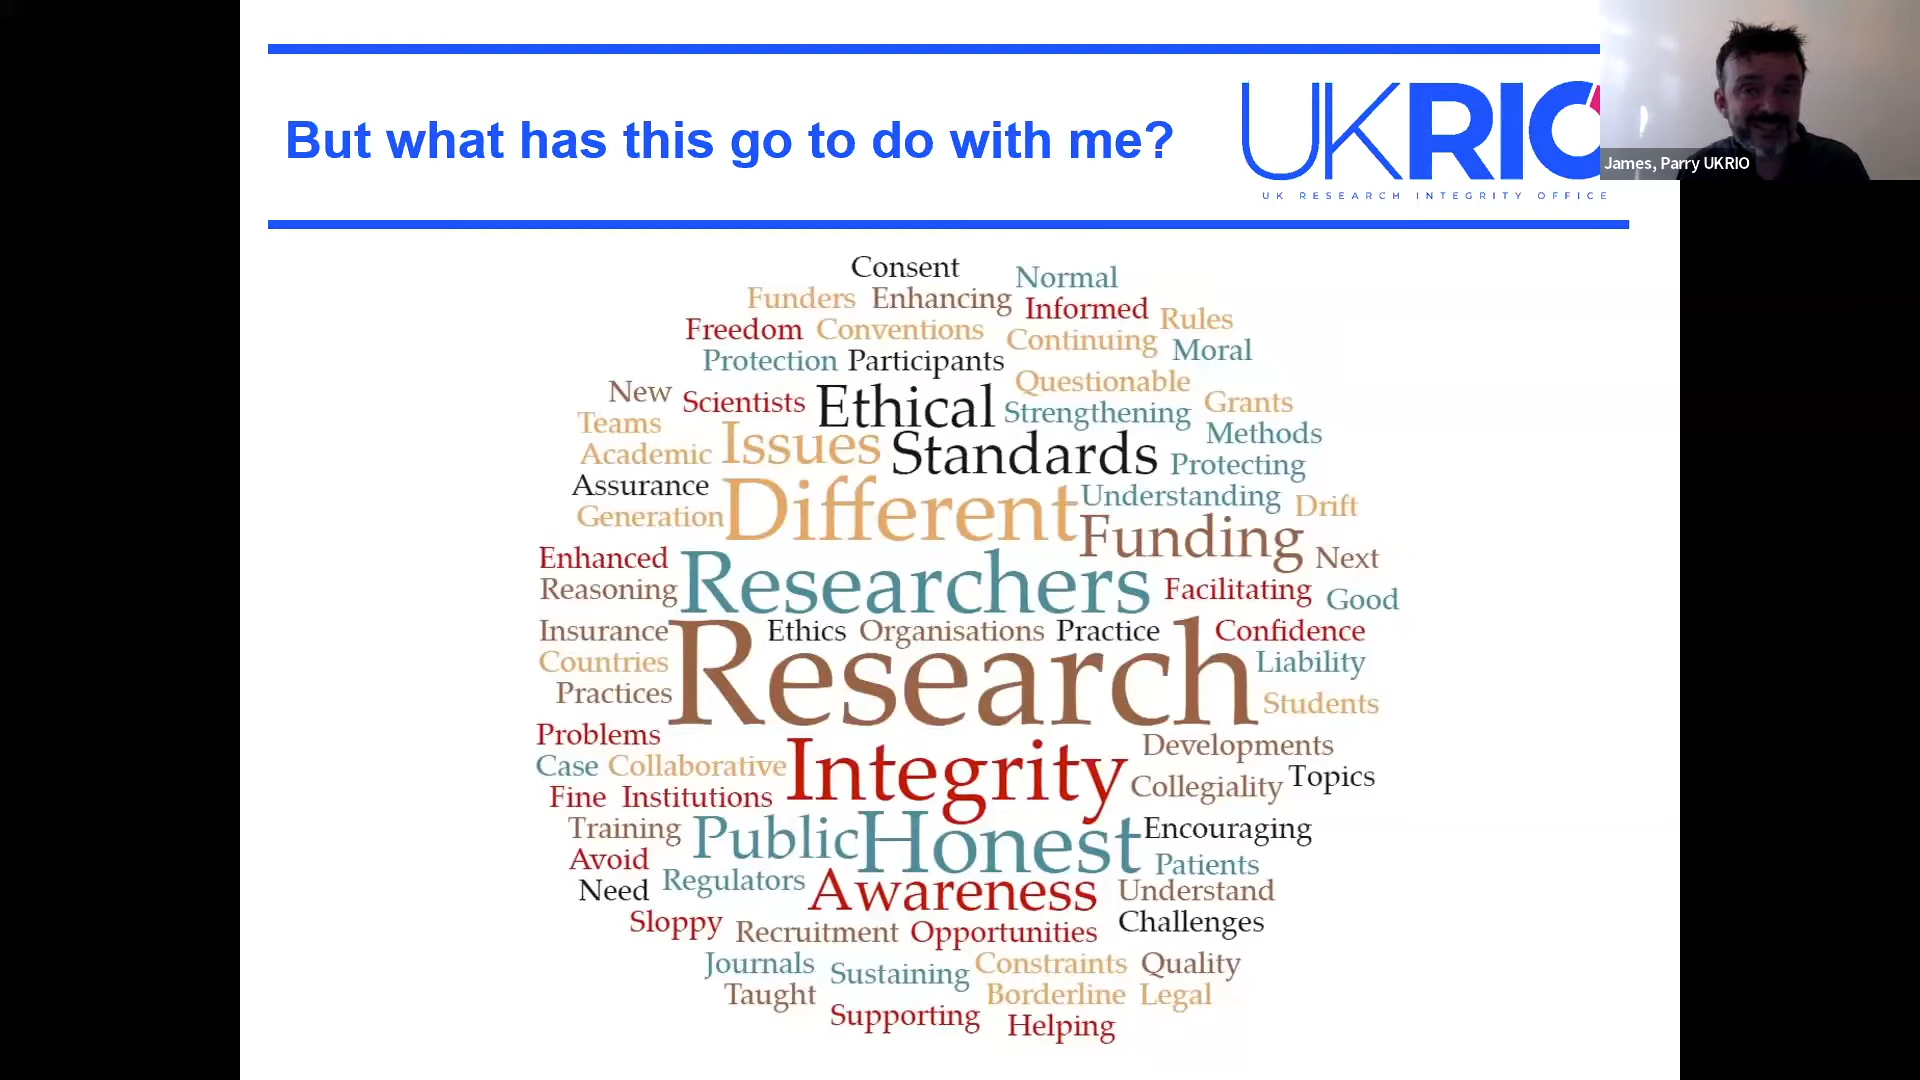 But what has this go to do with me?
UKRIO
UK RESEARCH INTEGRITY OFFICE
James, Parry UKRIO
Consent
Normal
Funders Enhancing
Informed
Rules
Freedom Conventions
Continuing
Moral
Protection Participants
Questionable
New
Scientists
Ethical
Strengthening
Grants
Teams
Methods
Academic
Issues
Standards
Protecting
Assurance
Different
Understanding
Drift
Generation
Funding
Next
Enhanced
Researchers
Facilitating
Good
Reasoning
Insurance
Ethics Organisations Practice
Confidence
Countries
Research
Liability
Practices
Students
Problems
Developments
Case Collaborative
Integrity
Collegiality
Topics
Fine Institutions
Training
Public
Honest
Encouraging
Avoid
Patients
Need
Regulators
Awareness
Understand
Sloppy
Recruitment
Opportunities
Challenges
Journals
Sustaining
Constraints
Quality
Taught
Borderline
Legal
Supporting
Helping